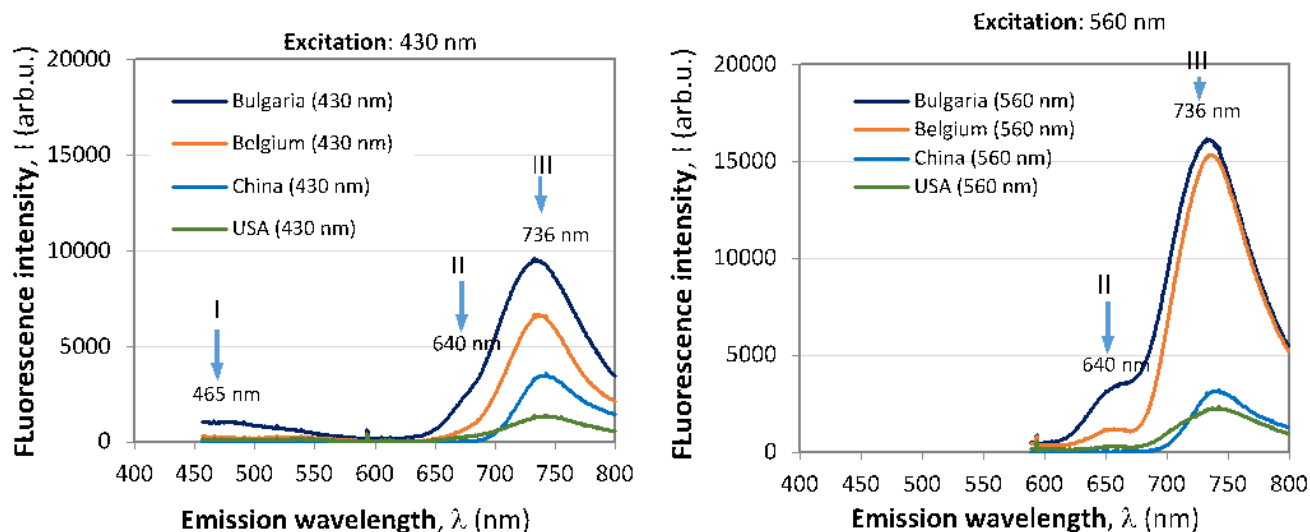 Excitation: 430 nm
FLuorescence intensity, I (arb.u.)
20000
15000
10000
5000
0
Bulgaria (430 nm)
Belgium (430 nm)
China (430 nm)
USA (430 nm)
I
465 nm
II
640 nm
III
736 nm
400 450 500 550 600 650 700 750 800
Emission wavelength, λ (nm)
Excitation: 560 nm
FLuorescence intensity, I (arb.u.)
20000
15000
10000
5000
0
Bulgaria (560 nm)
Belgium (560 nm)
China (560 nm)
USA (560 nm)
II
640 nm
III
736 nm
400 450 500 550 600 650 700 750 800
Emission wavelength, λ (nm)